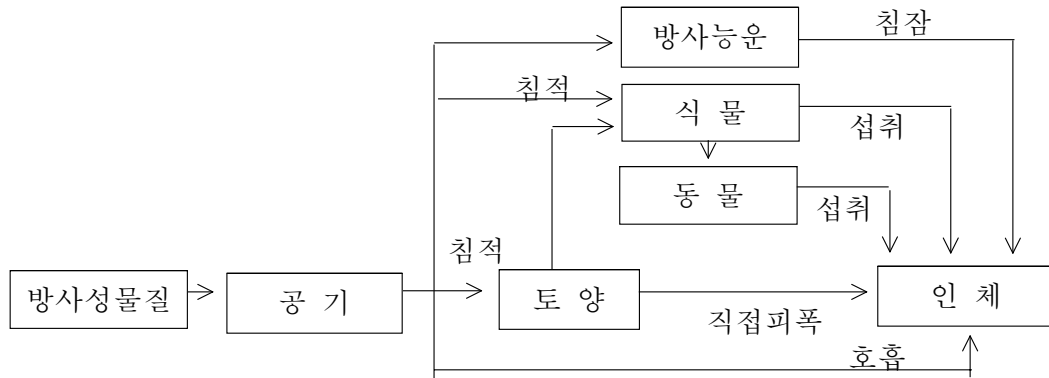 방사능운
침잠
침적
식 물
섭취
동 물
섭취
침적
방사성물질
공 기
토 양
인 체
직접피폭
호흡